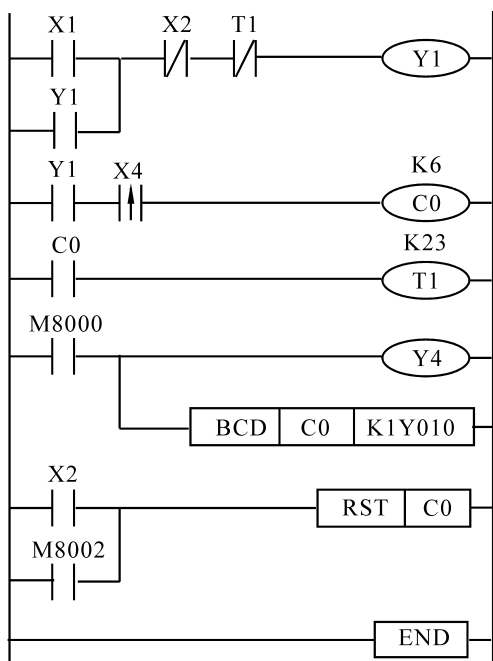 X1 X2 T1
Y1
Y1
Y1 X4 K6
C0
C0 K23
T1
M8000
Y4
BCD C0 K1Y010
X2
RST C0
M8002
END